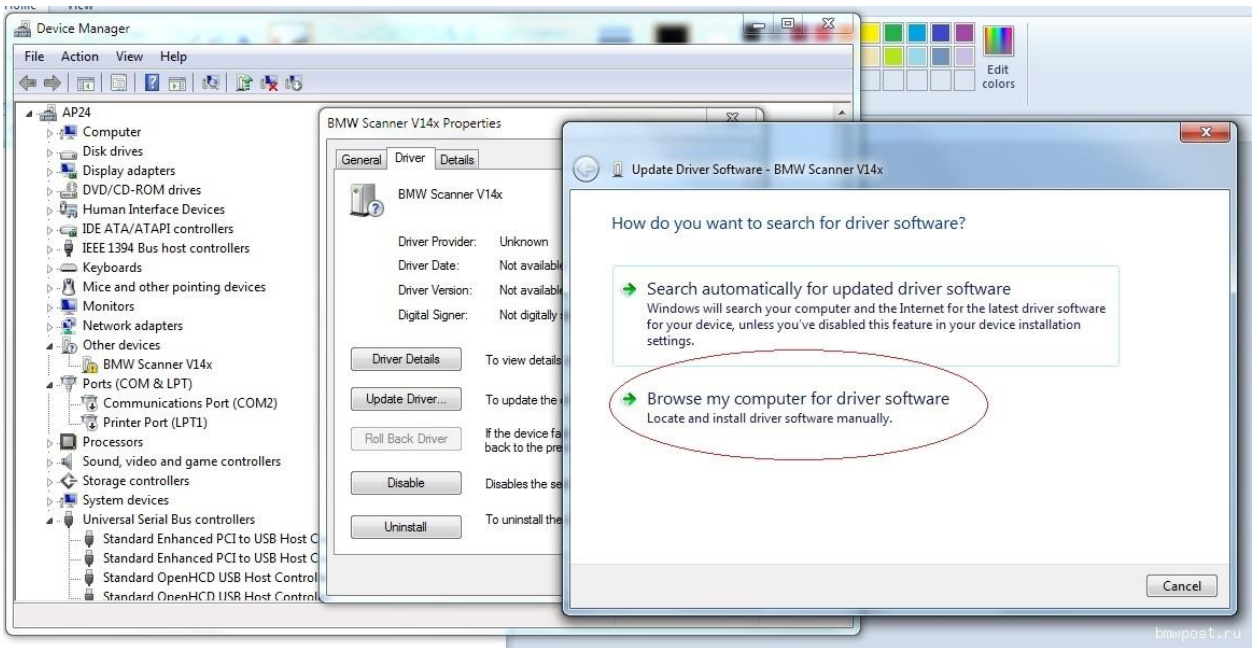 Home View
Edit
colors
Device Manager
File Action View Help
AP24
Computer
Disk drives
Display adapters
DVD/CD-ROM drives
Human Interface Devices
IDE ATA/ATAPI controllers
IEEE 1394 Bus host controllers
Keyboards
Mice and other pointing devices
Monitors
Network adapters
Other devices
BMW Scanner V14x
Ports (COM & LPT)
Communications Port (COM2)
Printer Port (LPT1)
Processors
Sound, video and game controllers
Storage controllers
System devices
Universal Serial Bus controllers
Standard Enhanced PCI to USB Host C
Standard Enhanced PCI to USB Host C
Standard OpenHCD USB Host Control
Standard OpenHCD USB Host Control
BMW Scanner V14x Properties
General Driver Details
BMW Scanner V14x
Driver Provider: Unknown
Driver Date: Not available
Driver Version: Not available
Digital Signer: Not digitally
Driver Details To view details
Update Driver... To update the
Roll Back Driver If the device fa
back to the pre
Disable Disables the se
Uninstall To uninstall the
Update Driver Software - BMW Scanner V14x
How do you want to search for driver software?
Search automatically for updated driver software
Windows will search your computer and the Internet for the latest driver software
for your device, unless you've disabled this feature in your device installation
settings.
Browse my computer for driver software
Locate and install driver software manually.
Cancel
bmwpost.ru